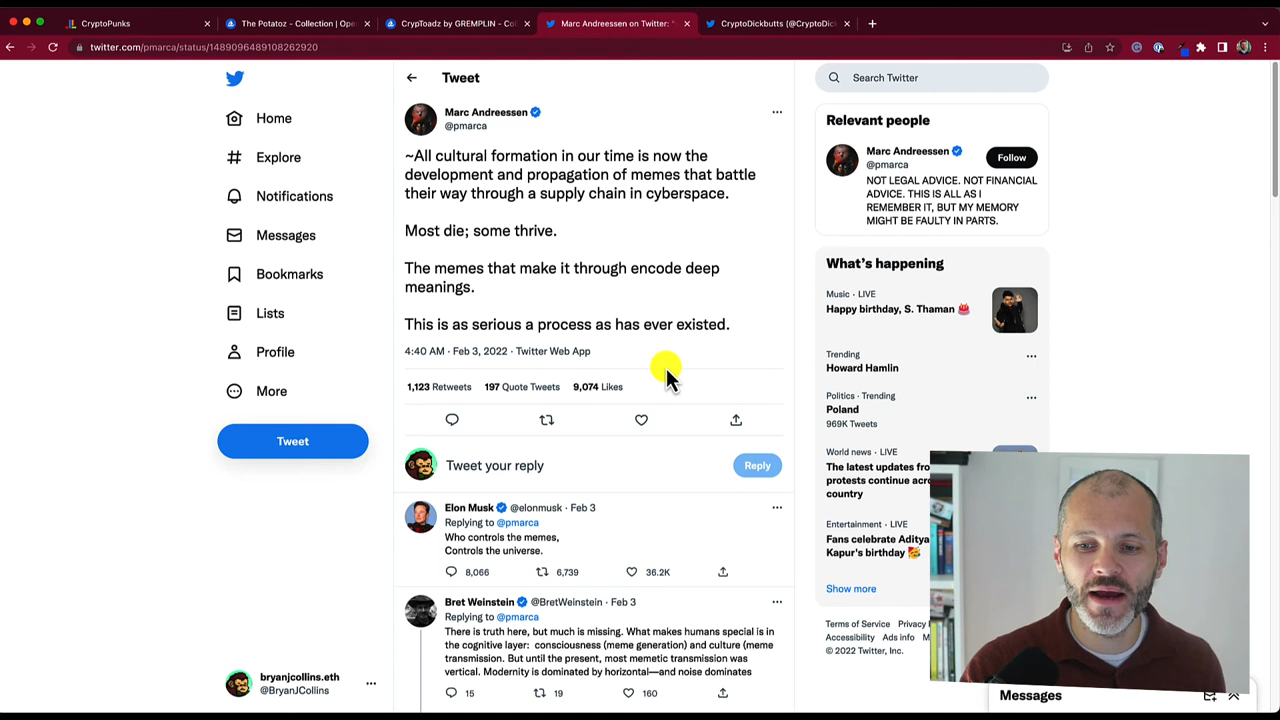 CryptoPunks
The Potatoz - Collection | Ope
CrypToadz by GREMPLIN - Col
Marc Andreessen on Twitter: "
CryptoDickbutts (@CryptoDic
twitter.com/pmarca/status/1489096489108262920
Home
Explore
Notifications
Messages
Bookmarks
Lists
Profile
More
Tweet
bryanjcollins.eth
@BryanJCollins
Tweet
Marc Andreessen
@pmarca
~All cultural formation in our time is now the
development and propagation of memes that battle
their way through a supply chain in cyberspace.
Most die; some thrive.
The memes that make it through encode deep
meanings.
This is as serious a process as has ever existed.
4:40 AM · Feb 3, 2022 · Twitter Web App
1,123 Retweets 197 Quote Tweets 9,074 Likes
Tweet your reply
Reply
Elon Musk @elonmusk · Feb 3
Replying to @pmarca
Who controls the memes,
Controls the universe.
8,066 6,739 36.2K
Bret Weinstein @BretWeinstein · Feb 3
Replying to @pmarca
There is truth here, but much is missing. What makes humans special is in
the cognitive layer: consciousness (meme generation) and culture (meme
transmission. But until the present, most memetic transmission was
vertical. Modernity is dominated by horizontal—and noise dominates
15 19 160
Search Twitter
Relevant people
Marc Andreessen
@pmarca
Follow
NOT LEGAL ADVICE. NOT FINANCIAL
ADVICE. THIS IS ALL AS I
REMEMBER IT, BUT MY MEMORY
MIGHT BE FAULTY IN PARTS.
What's happening
Music · LIVE
Happy birthday, S. Thaman 🎂
Trending
Howard Hamlin
Politics · Trending
Poland
969K Tweets
World news · LIVE
The latest updates fro
protests continue acr
country
Entertainment · LIVE
Fans celebrate Aditya
Kapur's birthday 🥰
Show more
Terms of Service Privacy
Accessibility Ads info M
© 2022 Twitter, Inc.
Messages